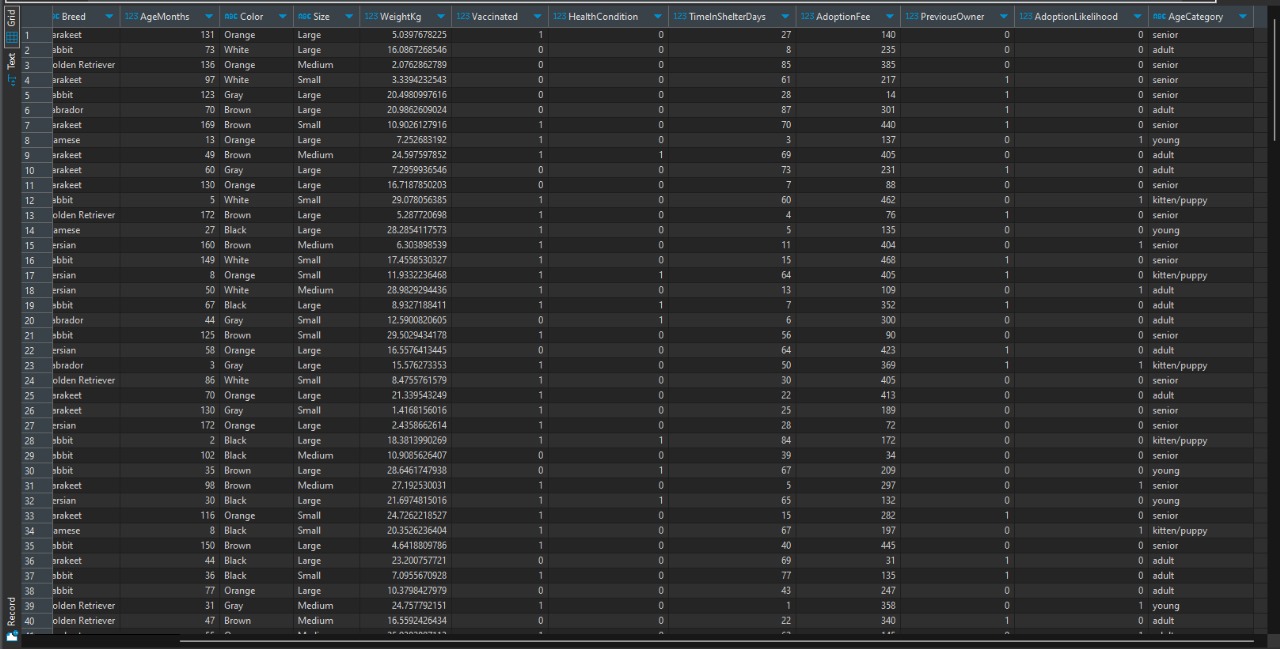 Grid
Text
Record
Breed 123 AgeMonths ABC Color ABC Size 123 WeightKg 123 Vaccinated 123 HealthCondition 123 TimeInShelterDays 123 AdoptionFee 123 PreviousOwner 123 AdoptionLikelihood ABC AgeCategory
1 arakeet 131 Orange Large 5.0397678225 1 0 27 140 0 0 senior
2 abbit 73 White Large 16.0867268546 0 0 8 235 0 0 adult
3 olden Retriever 136 Orange Medium 2.0762862789 0 0 85 385 0 0 senior
4 arakeet 97 White Small 3.3394232543 0 0 61 217 1 0 senior
5 abbit 123 Gray Large 20.4980997616 0 0 28 14 1 0 senior
6 abrador 70 Brown Large 20.9862609024 0 0 87 301 1 0 adult
7 arakeet 169 Brown Small 10.9026127916 1 0 70 440 1 0 senior
8 amese 13 Orange Large 7.252683192 1 0 3 137 0 1 young
9 arakeet 49 Brown Medium 24.597597852 1 1 69 405 0 0 adult
10 arakeet 60 Gray Large 7.2959936546 0 0 73 231 1 0 adult
11 arakeet 130 Orange Large 16.7187850203 0 0 7 88 0 0 senior
12 abbit 5 White Small 29.078056385 1 0 60 462 0 1 kitten/puppy
13 olden Retriever 172 Brown Large 5.287720698 1 0 4 76 1 0 senior
14 amese 27 Black Large 28.2854117573 1 0 5 135 0 0 young
15 ersian 160 Brown Medium 6.303898539 1 0 11 404 0 1 senior
16 abbit 149 White Small 17.4558530327 1 0 15 468 1 0 senior
17 ersian 8 Orange Small 11.9332236468 1 1 64 405 1 0 kitten/puppy
18 ersian 50 White Medium 28.9829294436 1 0 13 109 0 1 adult
19 abbit 67 Black Large 8.9327188411 1 1 7 352 1 0 adult
20 abrador 44 Gray Small 12.5900820605 0 1 6 300 0 0 adult
21 abbit 125 Brown Small 29.5029434178 1 0 56 90 0 0 senior
22 ersian 58 Orange Large 16.5576413445 0 0 64 423 1 0 adult
23 abrador 3 Gray Large 15.576273353 1 0 50 369 1 1 kitten/puppy
24 olden Retriever 86 White Small 8.4755761579 1 0 30 405 0 0 senior
25 arakeet 70 Orange Large 21.339543249 1 0 22 413 0 0 adult
26 arakeet 130 Gray Small 1.4168156016 1 0 25 189 0 0 senior
27 ersian 172 Orange Large 2.4358662614 1 0 28 72 0 0 senior
28 abbit 2 Black Large 18.3813990269 1 1 84 172 0 0 kitten/puppy
29 abbit 102 Black Medium 10.9085626407 0 0 39 34 0 0 senior
30 abbit 35 Brown Large 28.6461747938 0 1 67 209 0 0 young
31 arakeet 98 Brown Medium 27.192530031 1 0 5 297 0 1 senior
32 ersian 30 Black Large 21.6974815016 1 1 65 132 0 0 young
33 arakeet 116 Orange Small 24.7262218527 1 0 15 282 1 0 senior
34 amese 8 Black Small 20.3526236404 1 0 67 197 0 1 kitten/puppy
35 abbit 150 Brown Large 4.6418809786 1 0 40 445 0 0 senior
36 arakeet 44 Black Large 23.200757721 0 0 69 31 1 0 adult
37 abbit 36 Black Small 7.0955670928 1 0 77 135 1 0 adult
38 abbit 77 Orange Large 10.3798427979 0 0 43 247 0 0 adult
39 olden Retriever 31 Gray Medium 24.757792151 1 0 1 358 0 1 young
40 olden Retriever 47 Brown Medium 16.5592426434 0 0 22 340 1 0 adult